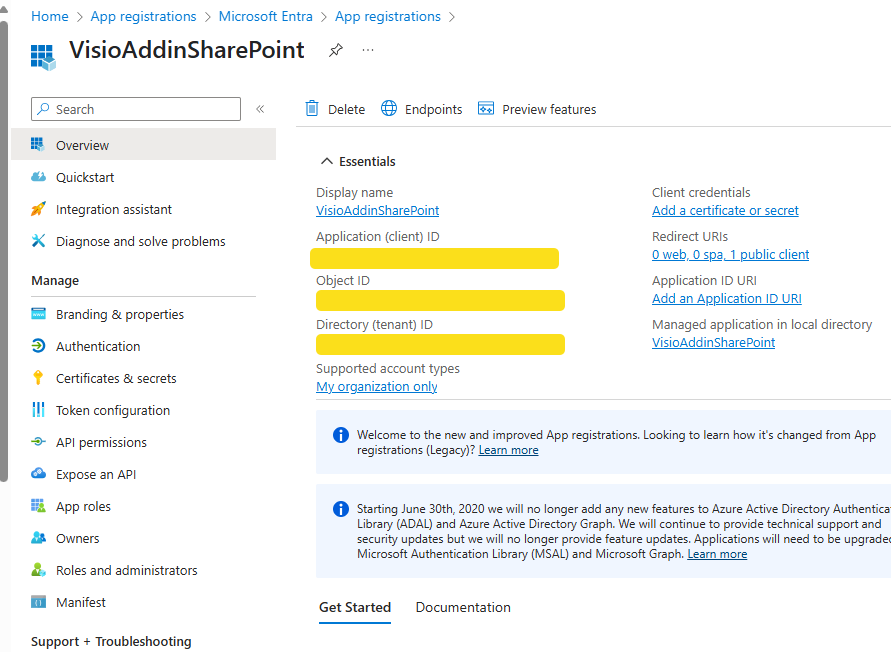 Home > App registrations > Microsoft Entra > App registrations >
VisioAddinSharePoint
Search
«
Overview
Quickstart
Integration assistant
Diagnose and solve problems
Manage
Branding & properties
Authentication
Certificates & secrets
Token configuration
API permissions
Expose an API
App roles
Owners
Roles and administrators
Manifest
Support + Troubleshooting
Delete Endpoints Preview features
Essentials
Display name
VisioAddinSharePoint
Application (client) ID
Object ID
Directory (tenant) ID
Supported account types
My organization only
Client credentials
Add a certificate or secret
Redirect URIs
0 web, 0 spa, 1 public client
Application ID URI
Add an Application ID URI
Managed application in local directory
VisioAddinSharePoint
Welcome to the new and improved App registrations. Looking to learn how it's changed from App
registrations (Legacy)? Learn more
Starting June 30th, 2020 we will no longer add any new features to Azure Active Directory Authentica
Library (ADAL) and Azure Active Directory Graph. We will continue to provide technical support and
security updates but we will no longer provide feature updates. Applications will need to be upgraded
Microsoft Authentication Library (MSAL) and Microsoft Graph. Learn more
Get Started Documentation